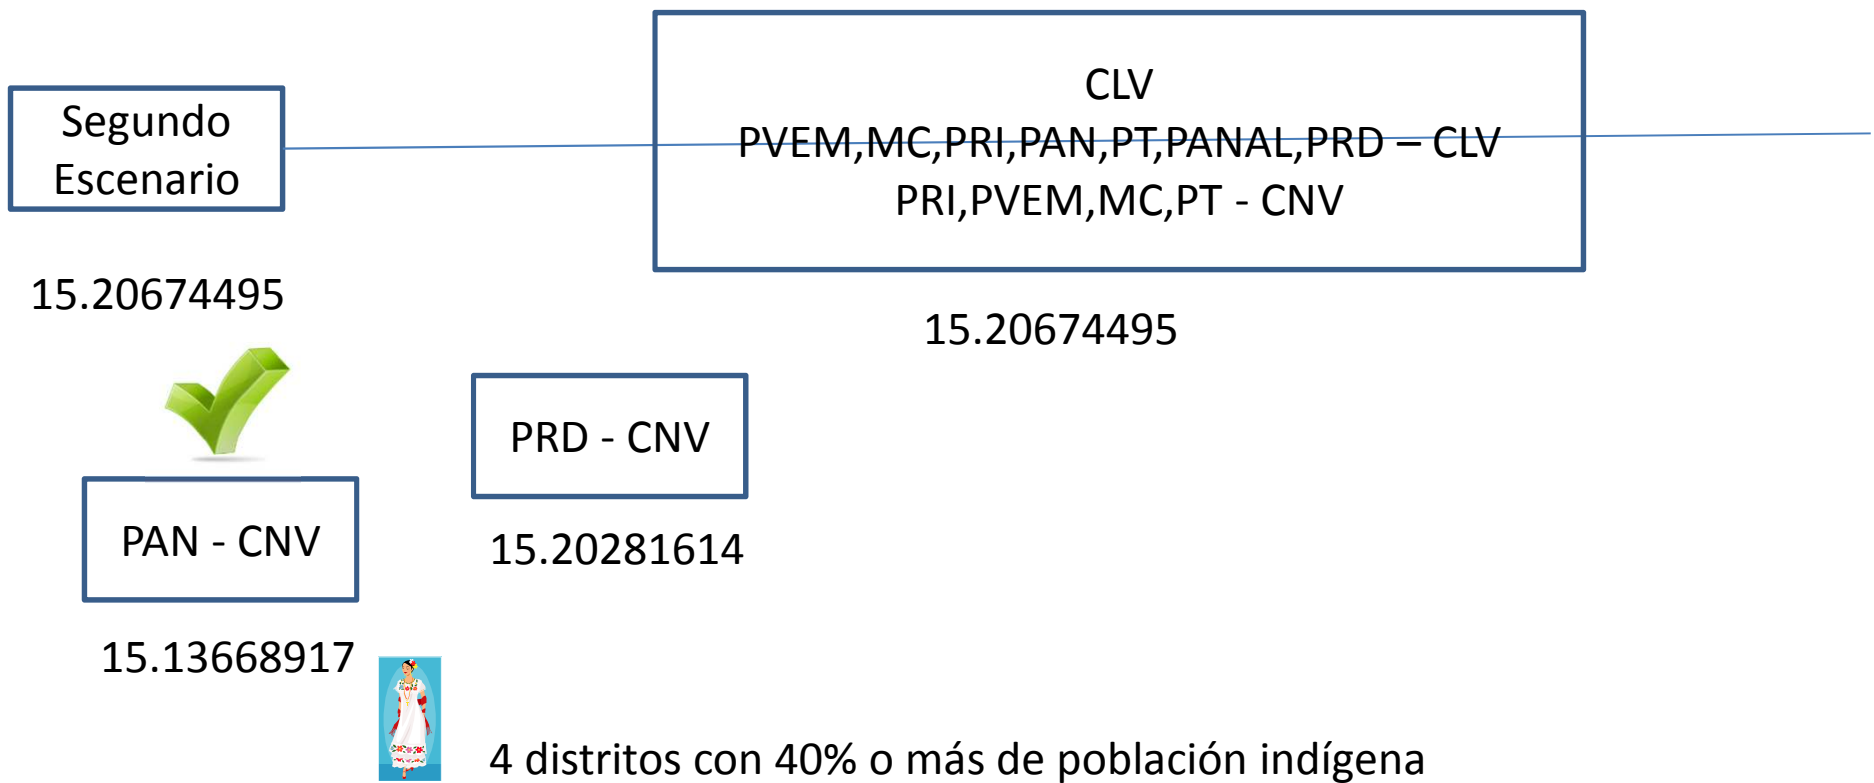 Segundo
Escenario
15.20674495
CLV
PVEM,MC,PRI,PAN,PT,PANAL,PRD – CLV
PRI,PVEM,MC,PT - CNV
15.20674495
PAN - CNV
15.13668917
PRD - CNV
15.20281614
4 distritos con 40% o más de población indígena